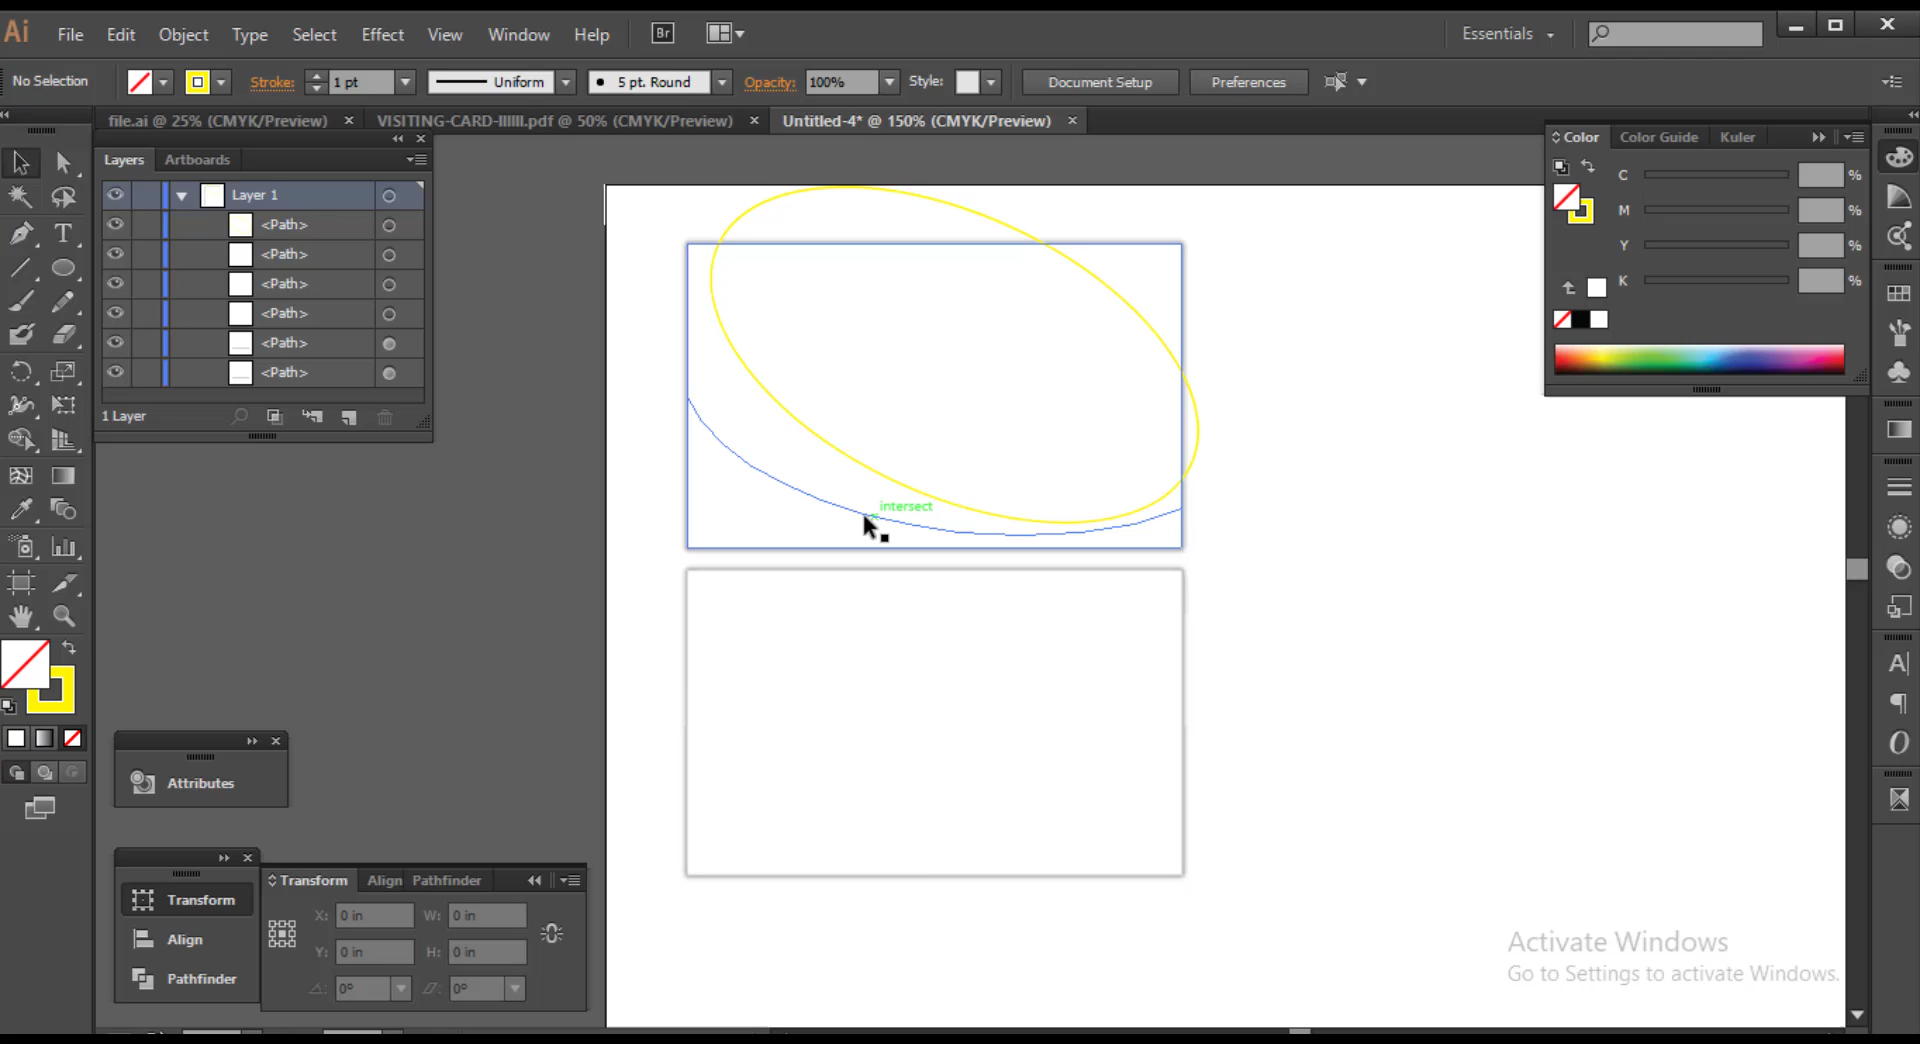 Ai File Edit Object Type Select Effect View Window Help Br Essentials
No Selection Stroke: 1 pt Uniform 5 pt. Round Opacity: 100% Style: Document Setup Preferences
file.ai @ 25% (CMYK/Preview) × VISITING-CARD-IIIIII.pdf @ 50% (CMYK/Preview) × Untitled-4* @ 150% (CMYK/Preview) ×
Layers Artboards
Layer 1
<Path>
<Path>
<Path>
<Path>
<Path>
<Path>
1 Layer
Color Color Guide Kuler
C %
M %
Y %
K %
intersect
Attributes
Transform
Align
Pathfinder
Transform Align Pathfinder
X: 0 in W: 0 in
Y: 0 in H: 0 in
0° 0°
Activate Windows
Go to Settings to activate Windows.